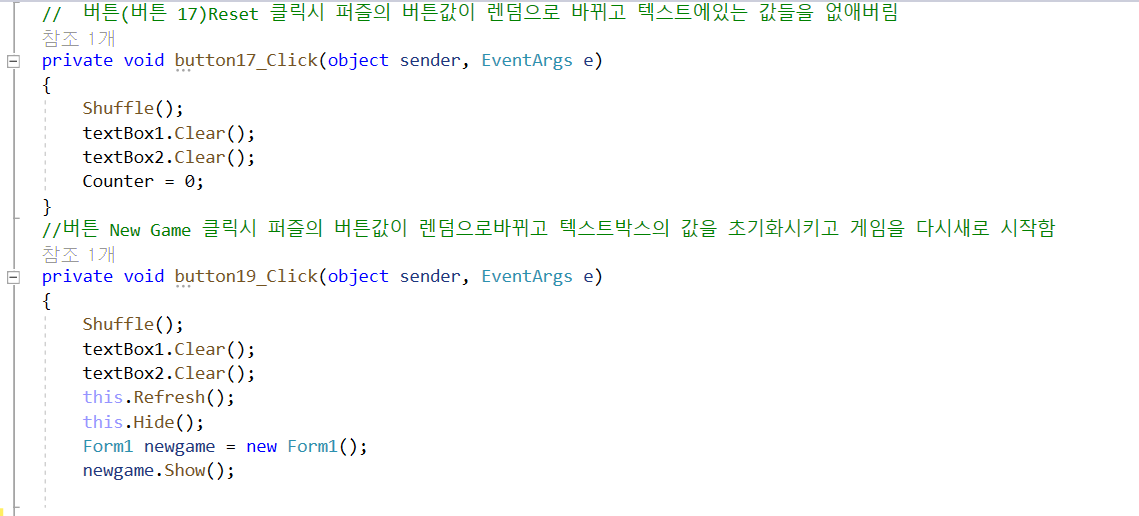 //  버튼(버튼 17)Reset 클릭시 퍼즐의 버튼값이 렌덤으로 바뀌고 텍스트에있는 값들을 없애버림
참조 1개
private void button17_Click(object sender, EventArgs e)
{
Shuffle();
textBox1.Clear();
textBox2.Clear();
Counter = 0;
}
//버튼 New Game 클릭시 퍼즐의 버튼값이 렌덤으로바뀌고 텍스트박스의 값을 초기화시키고 게임을 다시새로 시작함
참조 1개
private void button19_Click(object sender, EventArgs e)
{
Shuffle();
textBox1.Clear();
textBox2.Clear();
this.Refresh();
this.Hide();
Form1 newgame = new Form1();
newgame.Show();